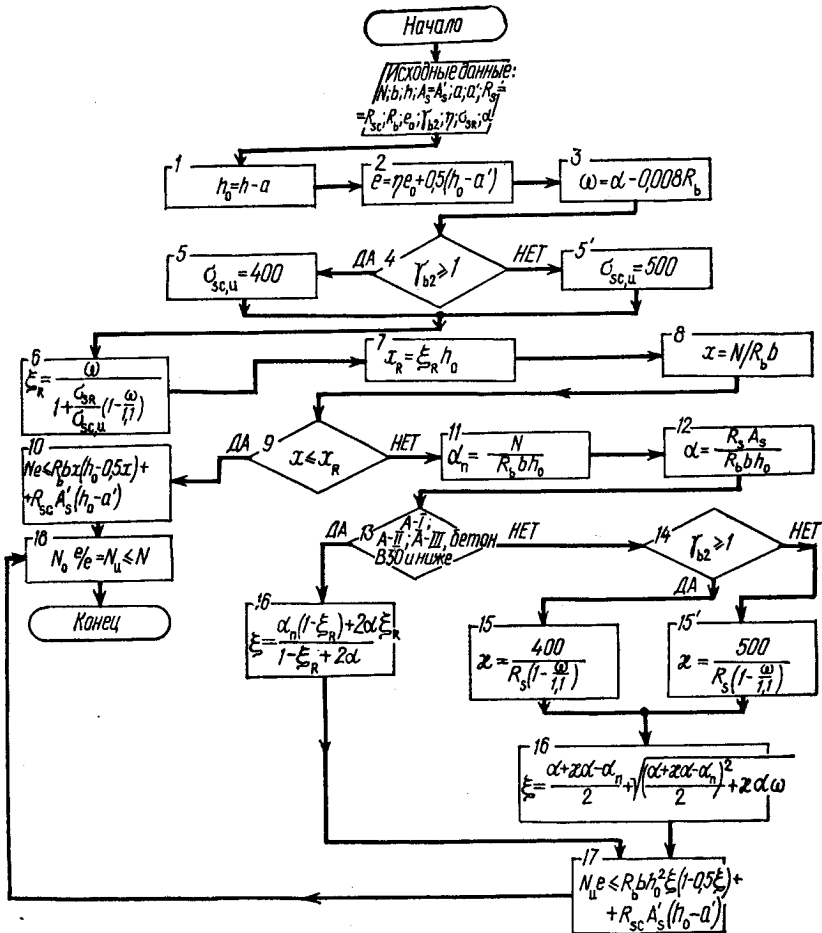 Начало
Исходные данные:
N; b; h; A_s=A'_s; a; a'; R_s=
=R_sc; R_b; e_0; γ_b2; η; σ_sR; α
1
h_0=h-a
2
e=ηe_0+0,5(h_0-a')
3
ω=α-0,008R_b
ДА
4
γ_b2≥1
НЕТ
5
σ_sc,u=400
5'
σ_sc,u=500
6
ξ_R=ω/(1+σ_sR/σ_sc,u(1-ω/1,1))
7
x_R=ξ_R h_0
8
x=N/R_b b
ДА
9
x≤x_R
НЕТ
10
Ne≤R_b bx(h_0-0,5x)+
+R_sc A'_s(h_0-a')
11
α_n=N/(R_b bh_0)
12
α=R_s A_s/(R_b bh_0)
18
N_0 e/e=N_u≤N
Конец
ДА
13
A-I;
A-II; A-III, бетон
В30 и ниже
НЕТ
14
γ_b2≥1
НЕТ
ДА
16
ξ=(α_n(1-ξ_R)+2αξ_R)/(1-ξ_R+2α)
15
ϰ=400/(R_s(1-ω/1,1))
15'
ϰ=500/(R_s(1-ω/1,1))
16
ξ=(α+ϰα-α_n)/2+√((α+ϰα-α_n)/2)²+ϰαω
17
N_u e≤R_b bh_0²ξ(1-0,5ξ)+
+R_sc A'_s(h_0-a')